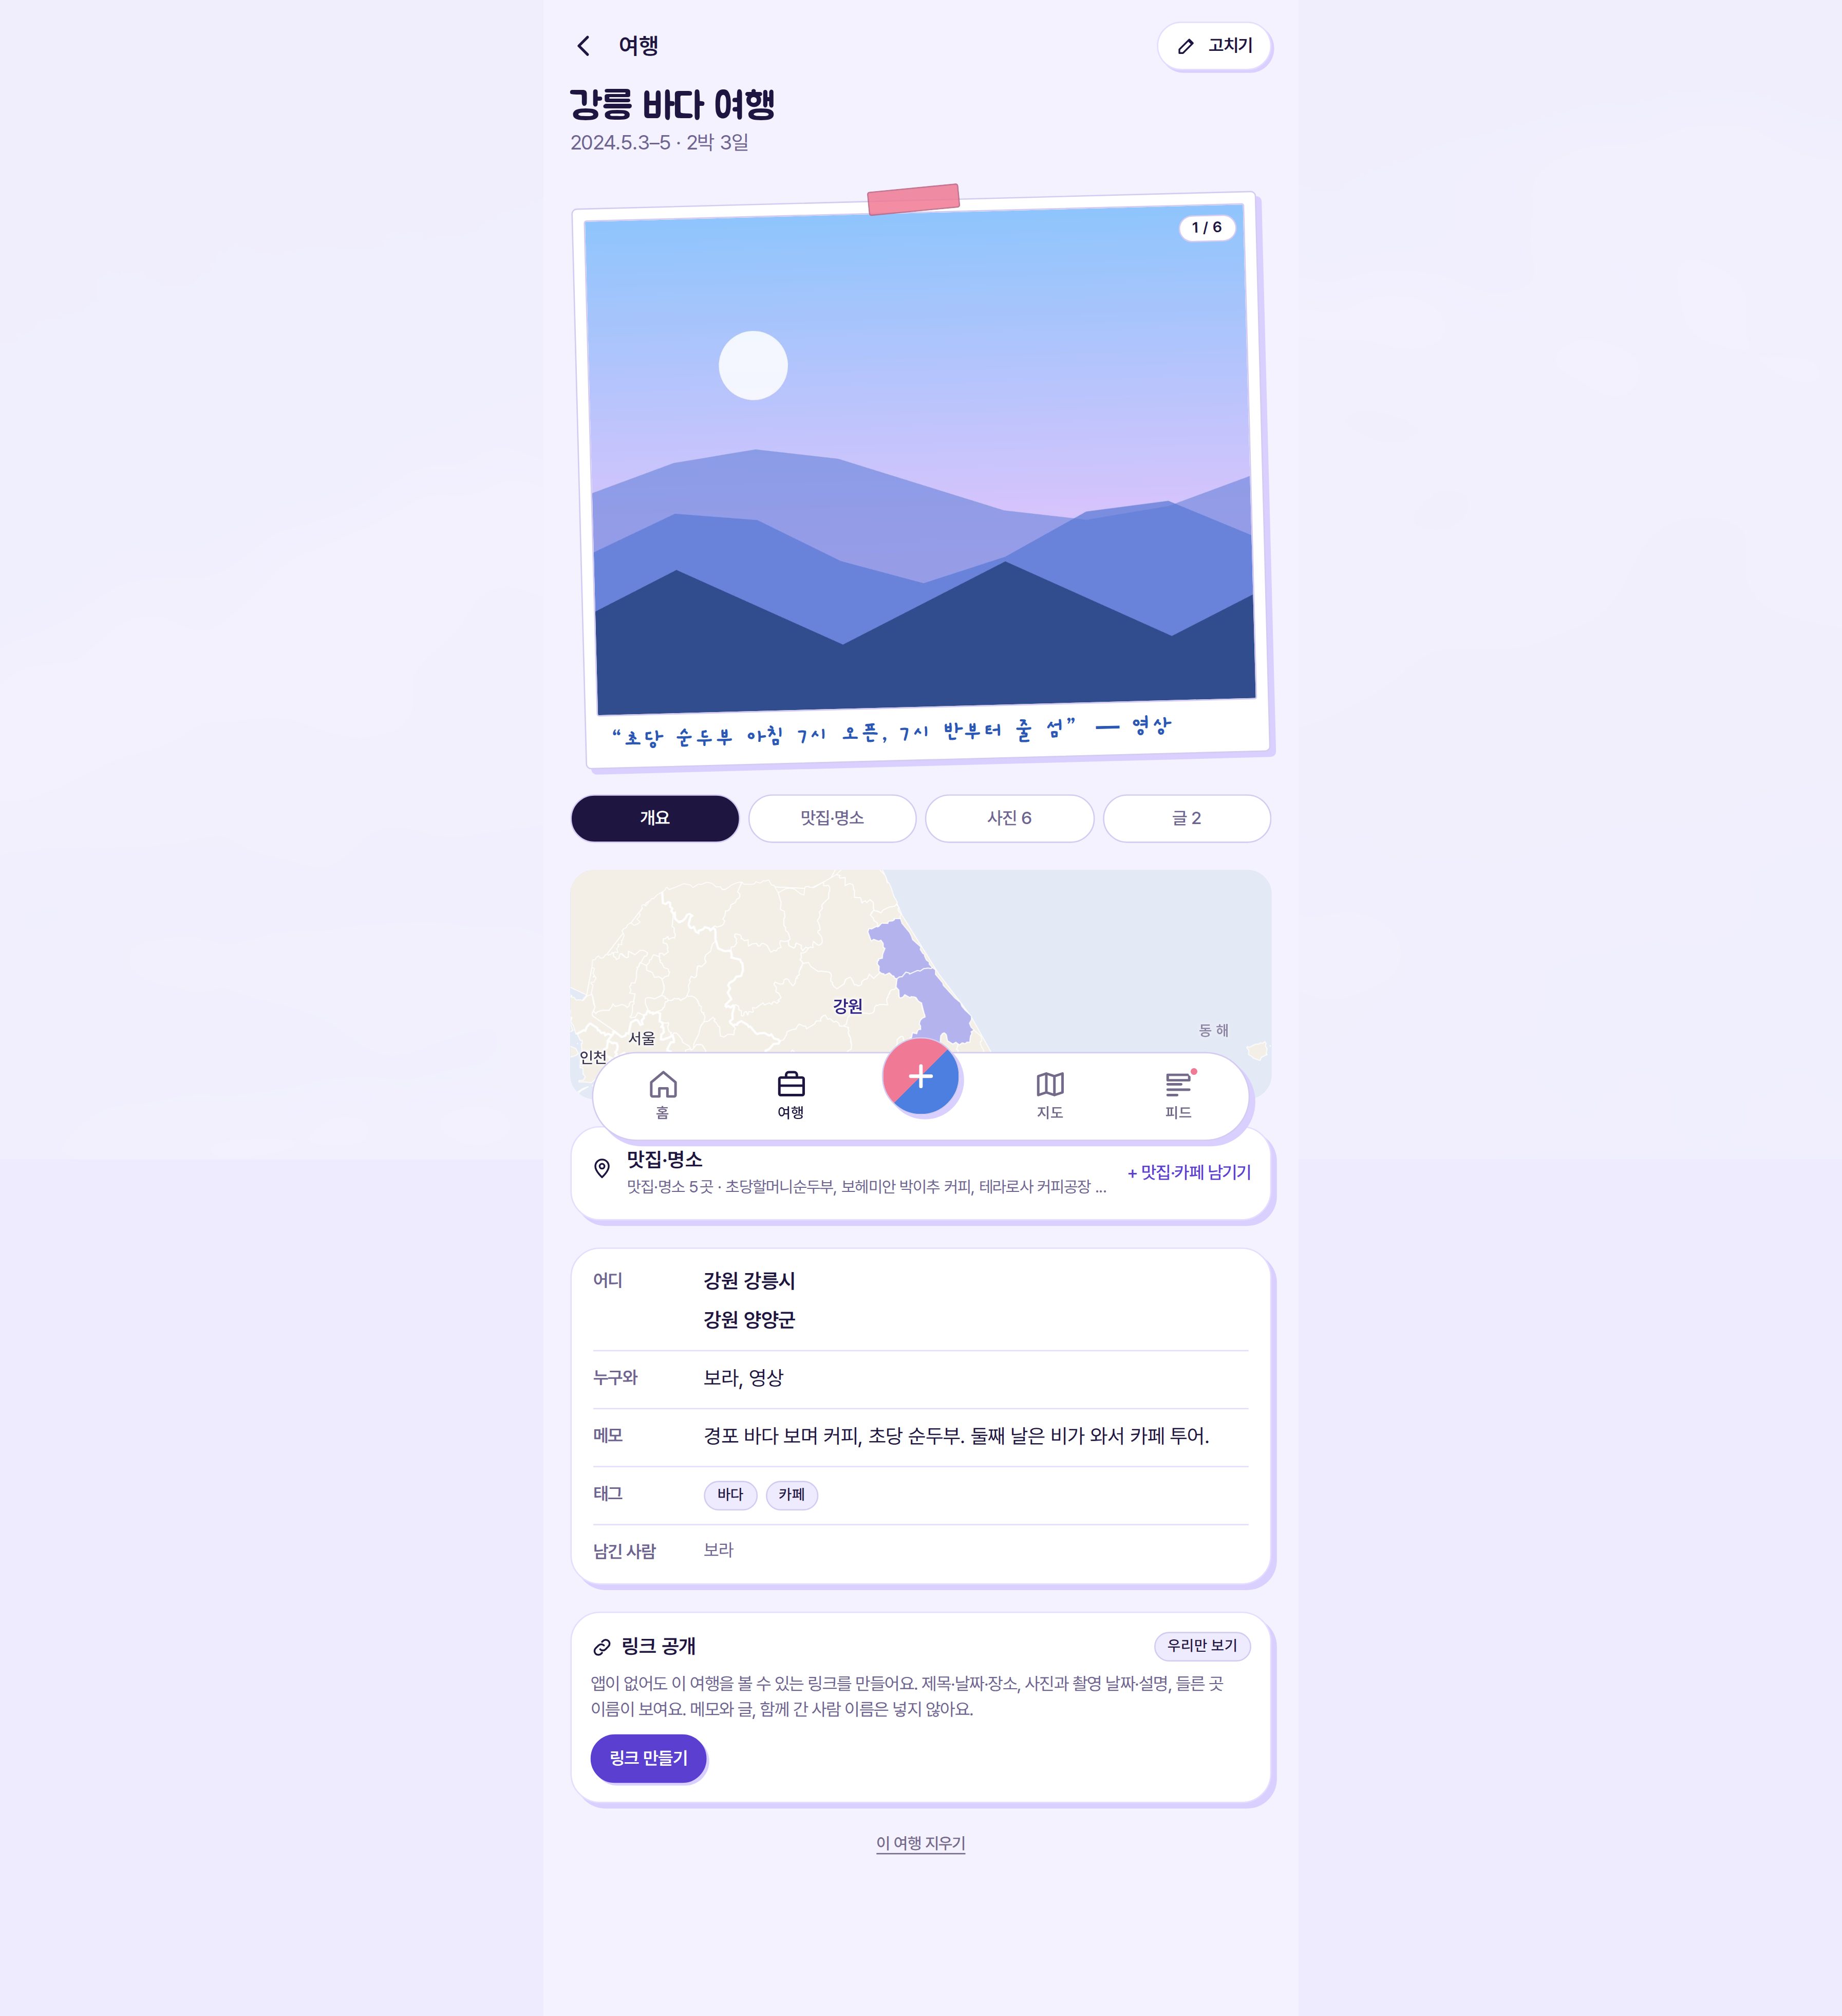 여행
고치기
강릉 바다 여행
2024.5.3–5 · 2박 3일
1 / 6
“초당 순두부 아침 7시 오픈, 7시 반부터 줄 섬” — 영상
개요
맛집·명소
사진 6
글 2
강원
서울
인천
동 해
홈
여행
지도
피드
맛집·명소
맛집·명소 5곳 · 초당할머니순두부, 보헤미안 박이추 커피, 테라로사 커피공장 ...
+ 맛집·카페 남기기
어디
강원 강릉시
강원 양양군
누구와
보라, 영상
메모
경포 바다 보며 커피, 초당 순두부. 둘째 날은 비가 와서 카페 투어.
태그
바다
카페
남긴 사람
보라
링크 공개
우리만 보기
앱이 없어도 이 여행을 볼 수 있는 링크를 만들어요. 제목·날짜·장소, 사진과 촬영 날짜·설명, 들른 곳
이름이 보여요. 메모와 글, 함께 간 사람 이름은 넣지 않아요.
링크 만들기
이 여행 지우기